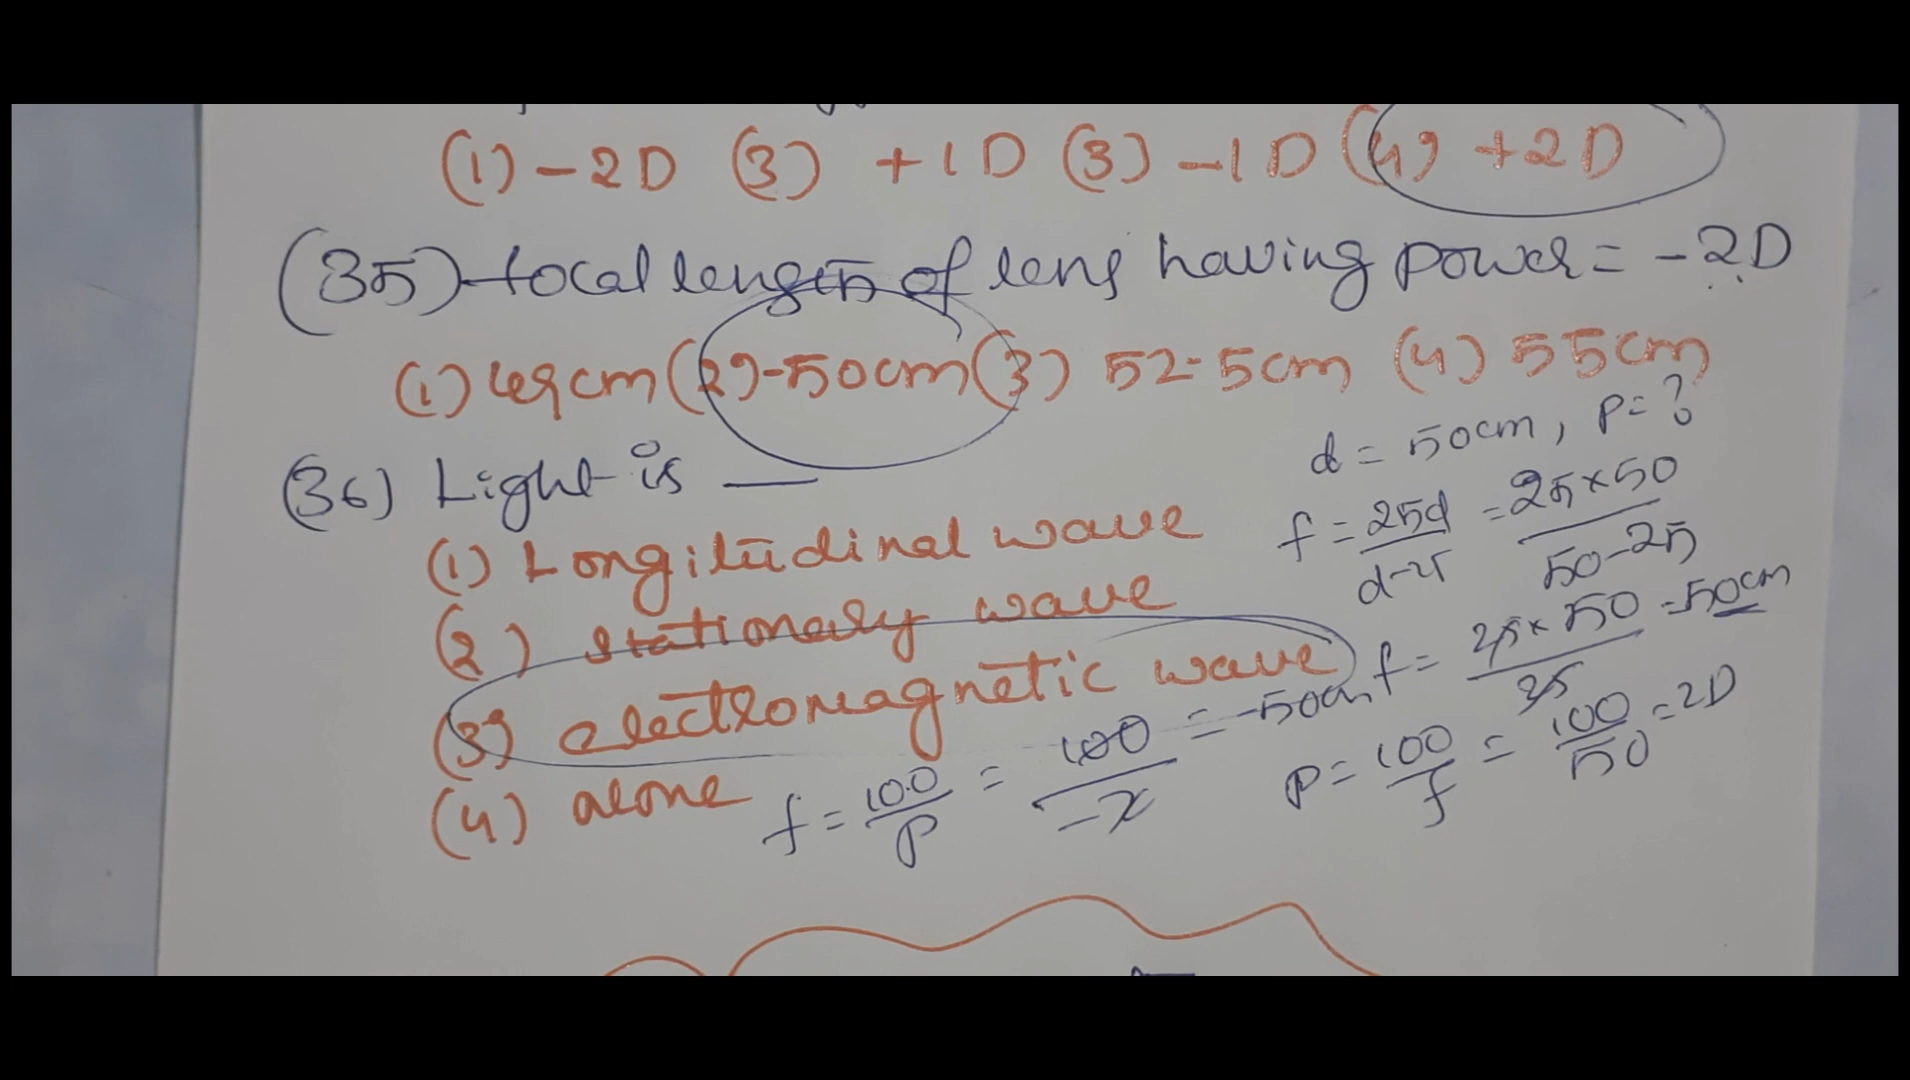 (1) -2D (3) +1D (3) -1D (4) +2D
(35) focal length of lens having power = -2D
(1) 49cm (2) -50cm (3) 52.5cm (4) 55cm
(36) Light is —
(1) Longitudinal wave
(2) stationary wave
(3) electromagnetic wave
(4) alone
f = 100/P = 100/-2 = -50cm
d = 50cm, P = ?
f = 25d/d-25 = 25×50/50-25
f = 25×50/25 = 50cm
P = 100/f = 100/50 = 2D